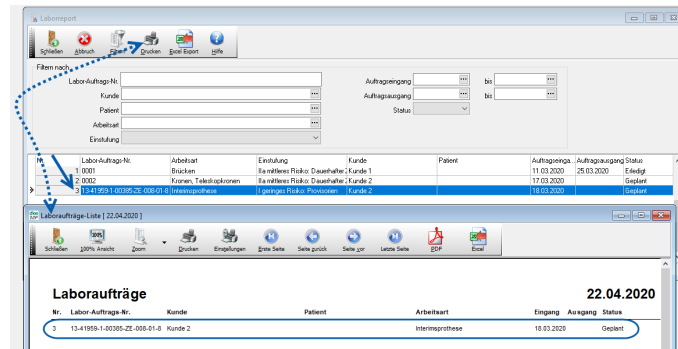 Laborreport
Schließen Abbruch Filtern Drucken Excel Export Hilfe
Filtern nach
Labor-Auftrags-Nr. Auftragseingang bis
Kunde Auftragsausgang bis
Patient Status
Arbeitsart
Einstufung
Labor-Auftrags-Nr. Arbeitsart Einstufung Kunde Patient Auftragseinga... Auftragsausgang Status
1 0001 Brücken IIa mittleres Risiko: Dauerhafter Z Kunde 1 11.03.2020 25.03.2020 Erledigt
2 0002 Kronen, Teleskopkronen IIa mittleres Risiko: Dauerhafter Z Kunde 2 17.03.2020 Geplant
3 13-41959-1-00385-ZE-008-01-8 Interimsprothese I geringes Risiko: Provisorien Kunde 2 18.03.2020 Geplant
Laboraufträge-Liste [ 22.04.2020 ]
Schließen 100% Ansicht Zoom Drucken Einstellungen Erste Seite Seite zurück Seite vor Letzte Seite PDF Excel
Laboraufträge 22.04.2020
Nr. Labor-Auftrags-Nr. Kunde Patient Arbeitsart Eingang Ausgang Status
3 13-41959-1-00385-ZE-008-01-8 Kunde 2 Interimsprothese 18.03.2020 Geplant